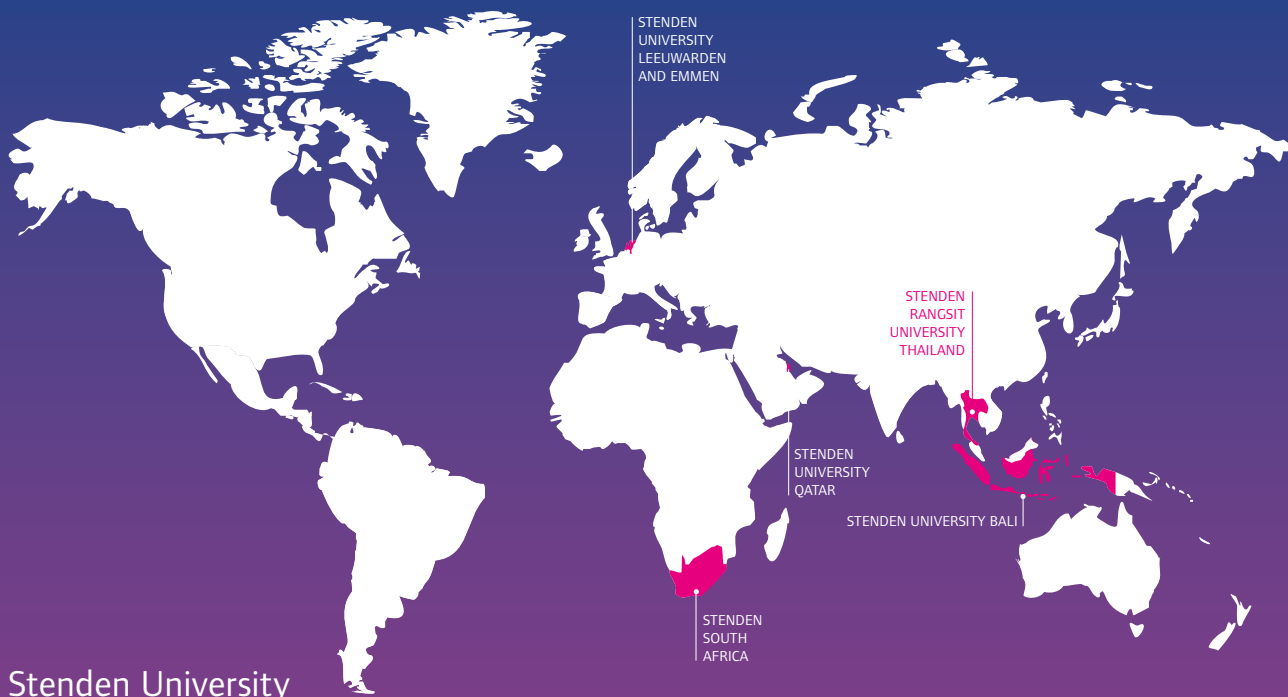 STENDEN
UNIVERSITY
LEEUWARDEN
AND EMMEN
STENDEN
RANGSIT
UNIVERSITY
THAILAND
STENDEN
UNIVERSITY
QATAR
STENDEN UNIVERSITY BALI
STENDEN
SOUTH
AFRICA
Stenden University